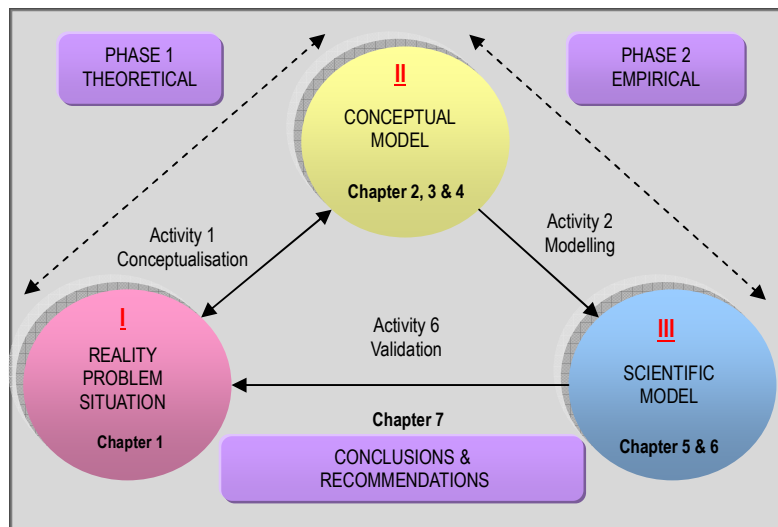 PHASE 1
THEORETICAL
PHASE 2
EMPIRICAL
II
CONCEPTUAL
MODEL
Chapter 2, 3 & 4
Activity 1
Conceptualisation
Activity 2
Modelling
I
REALITY
PROBLEM
SITUATION
Chapter 1
Activity 6
Validation
III
SCIENTIFIC
MODEL
Chapter 5 & 6
Chapter 7
CONCLUSIONS &
RECOMMENDATIONS